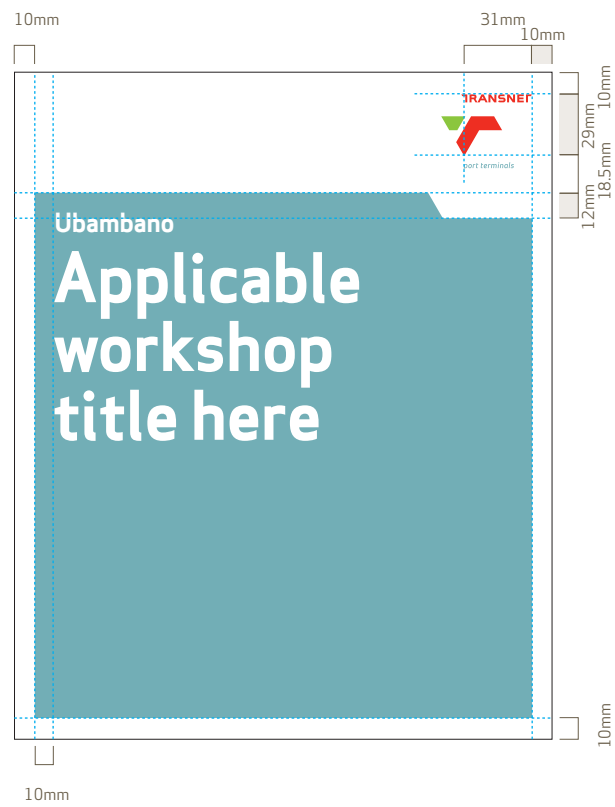 10mm
31mm
10mm
TRANSNET
port terminals
10mm
29mm
18.5mm
12mm
Ubambano
Applicable
workshop
title here
10mm
10mm